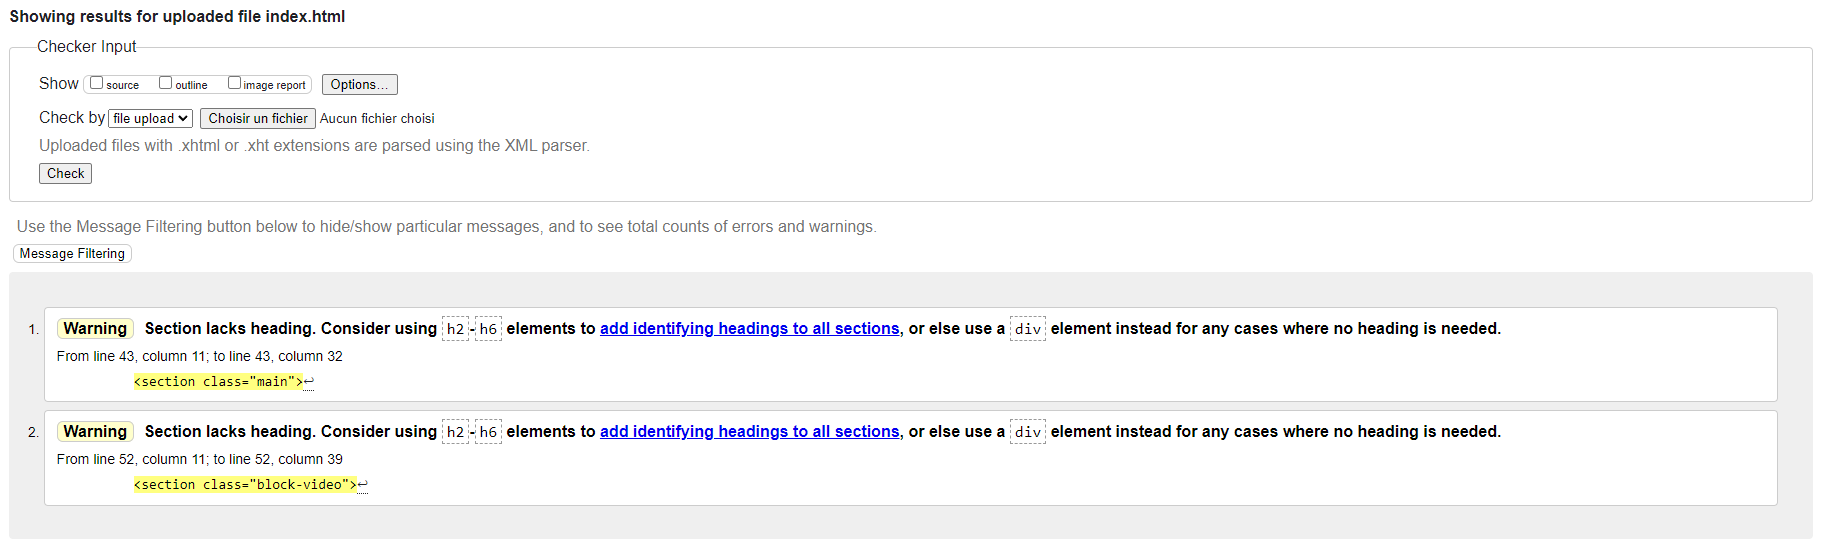 Showing results for uploaded file index.html
Checker Input
Show source outline image report Options...
Check by file upload Choisir un fichier Aucun fichier choisi
Uploaded files with .xhtml or .xht extensions are parsed using the XML parser.
Check
Use the Message Filtering button below to hide/show particular messages, and to see total counts of errors and warnings.
Message Filtering
1. Warning Section lacks heading. Consider using h2-h6 elements to add identifying headings to all sections, or else use a div element instead for any cases where no heading is needed.
From line 43, column 11; to line 43, column 32
<section class="main">↩
2. Warning Section lacks heading. Consider using h2-h6 elements to add identifying headings to all sections, or else use a div element instead for any cases where no heading is needed.
From line 52, column 11; to line 52, column 39
<section class="block-video">↩